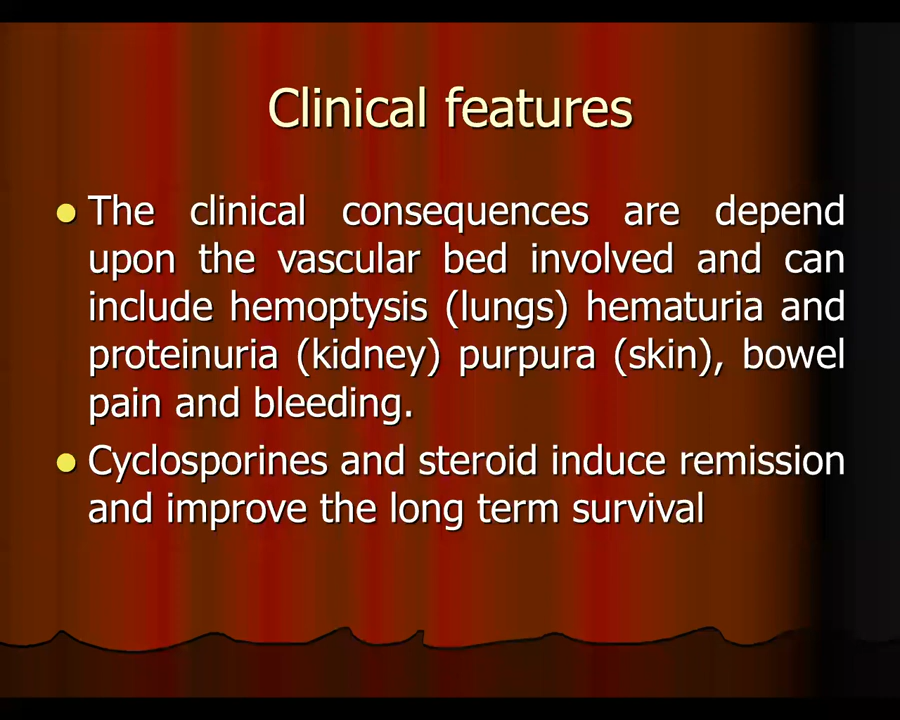 Clinical features
The clinical consequences are depend
upon the vascular bed involved and can
include hemoptysis (lungs) hematuria and
proteinuria (kidney) purpura (skin), bowel
pain and bleeding.
Cyclosporines and steroid induce remission
and improve the long term survival